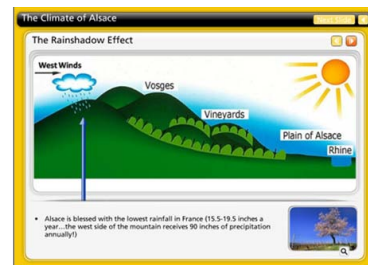 The Climate of Alsace
Next Slide
The Rainshadow Effect
West Winds
Vosges
Vineyards
Plain of Alsace
Rhine
• Alsace is blessed with the lowest rainfall in France (15.5-19.5 inches a
year...the west side of the mountain receives 90 inches of precipitation
annually!)